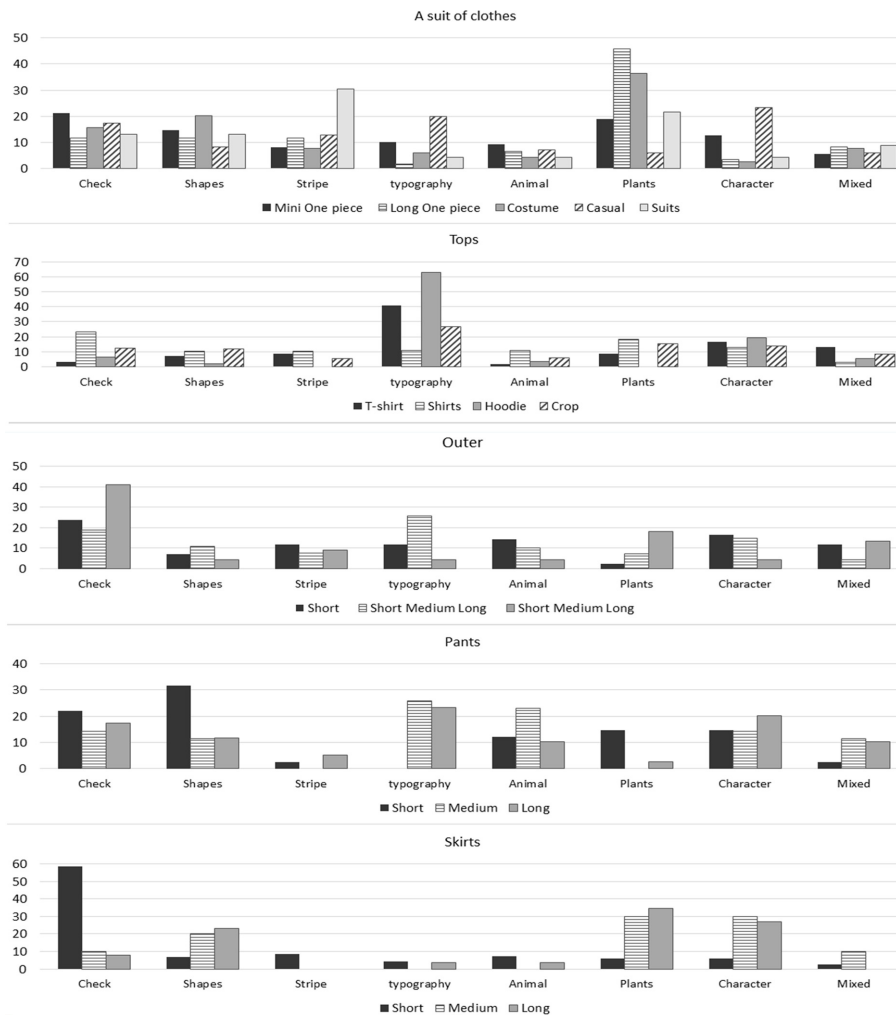 A suit of clothes
50
40
30
20
10
0
Check Shapes Stripe typography Animal Plants Character Mixed
Mini One piece Long One piece Costume Casual Suits
Tops
70
60
50
40
30
20
10
0
Check Shapes Stripe typography Animal Plants Character Mixed
T-shirt Shirts Hoodie Crop
Outer
50
40
30
20
10
0
Check Shapes Stripe typography Animal Plants Character Mixed
Short Short Medium Long Short Medium Long
Pants
40
30
20
10
0
Check Shapes Stripe typography Animal Plants Character Mixed
Short Medium Long
Skirts
60
50
40
30
20
10
0
Check Shapes Stripe typography Animal Plants Character Mixed
Short Medium Long